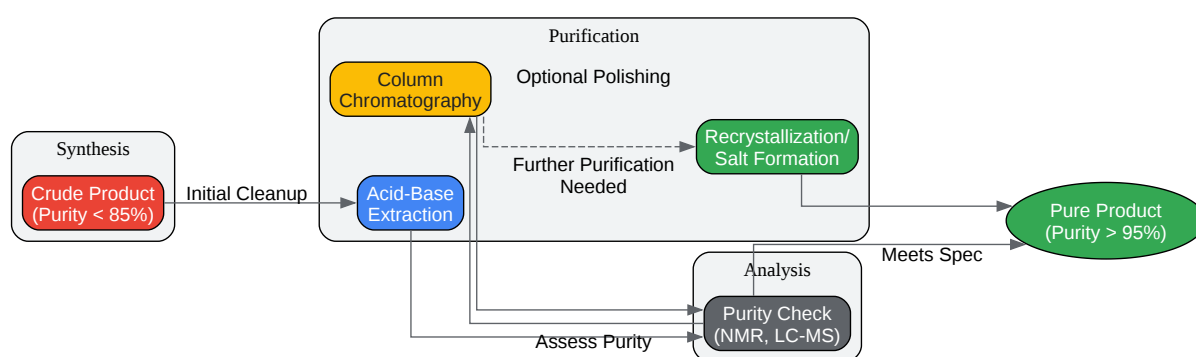 Purification
Column
Chromatography
Optional Polishing
Synthesis
Recrystallization/
Salt Formation
Further Purification
Needed
Crude Product
(Purity < 85%)
Initial Cleanup
Acid-Base
Extraction
Pure Product
(Purity > 95%)
Meets Spec
Analysis
Purity Check
(NMR, LC-MS)
Assess Purity